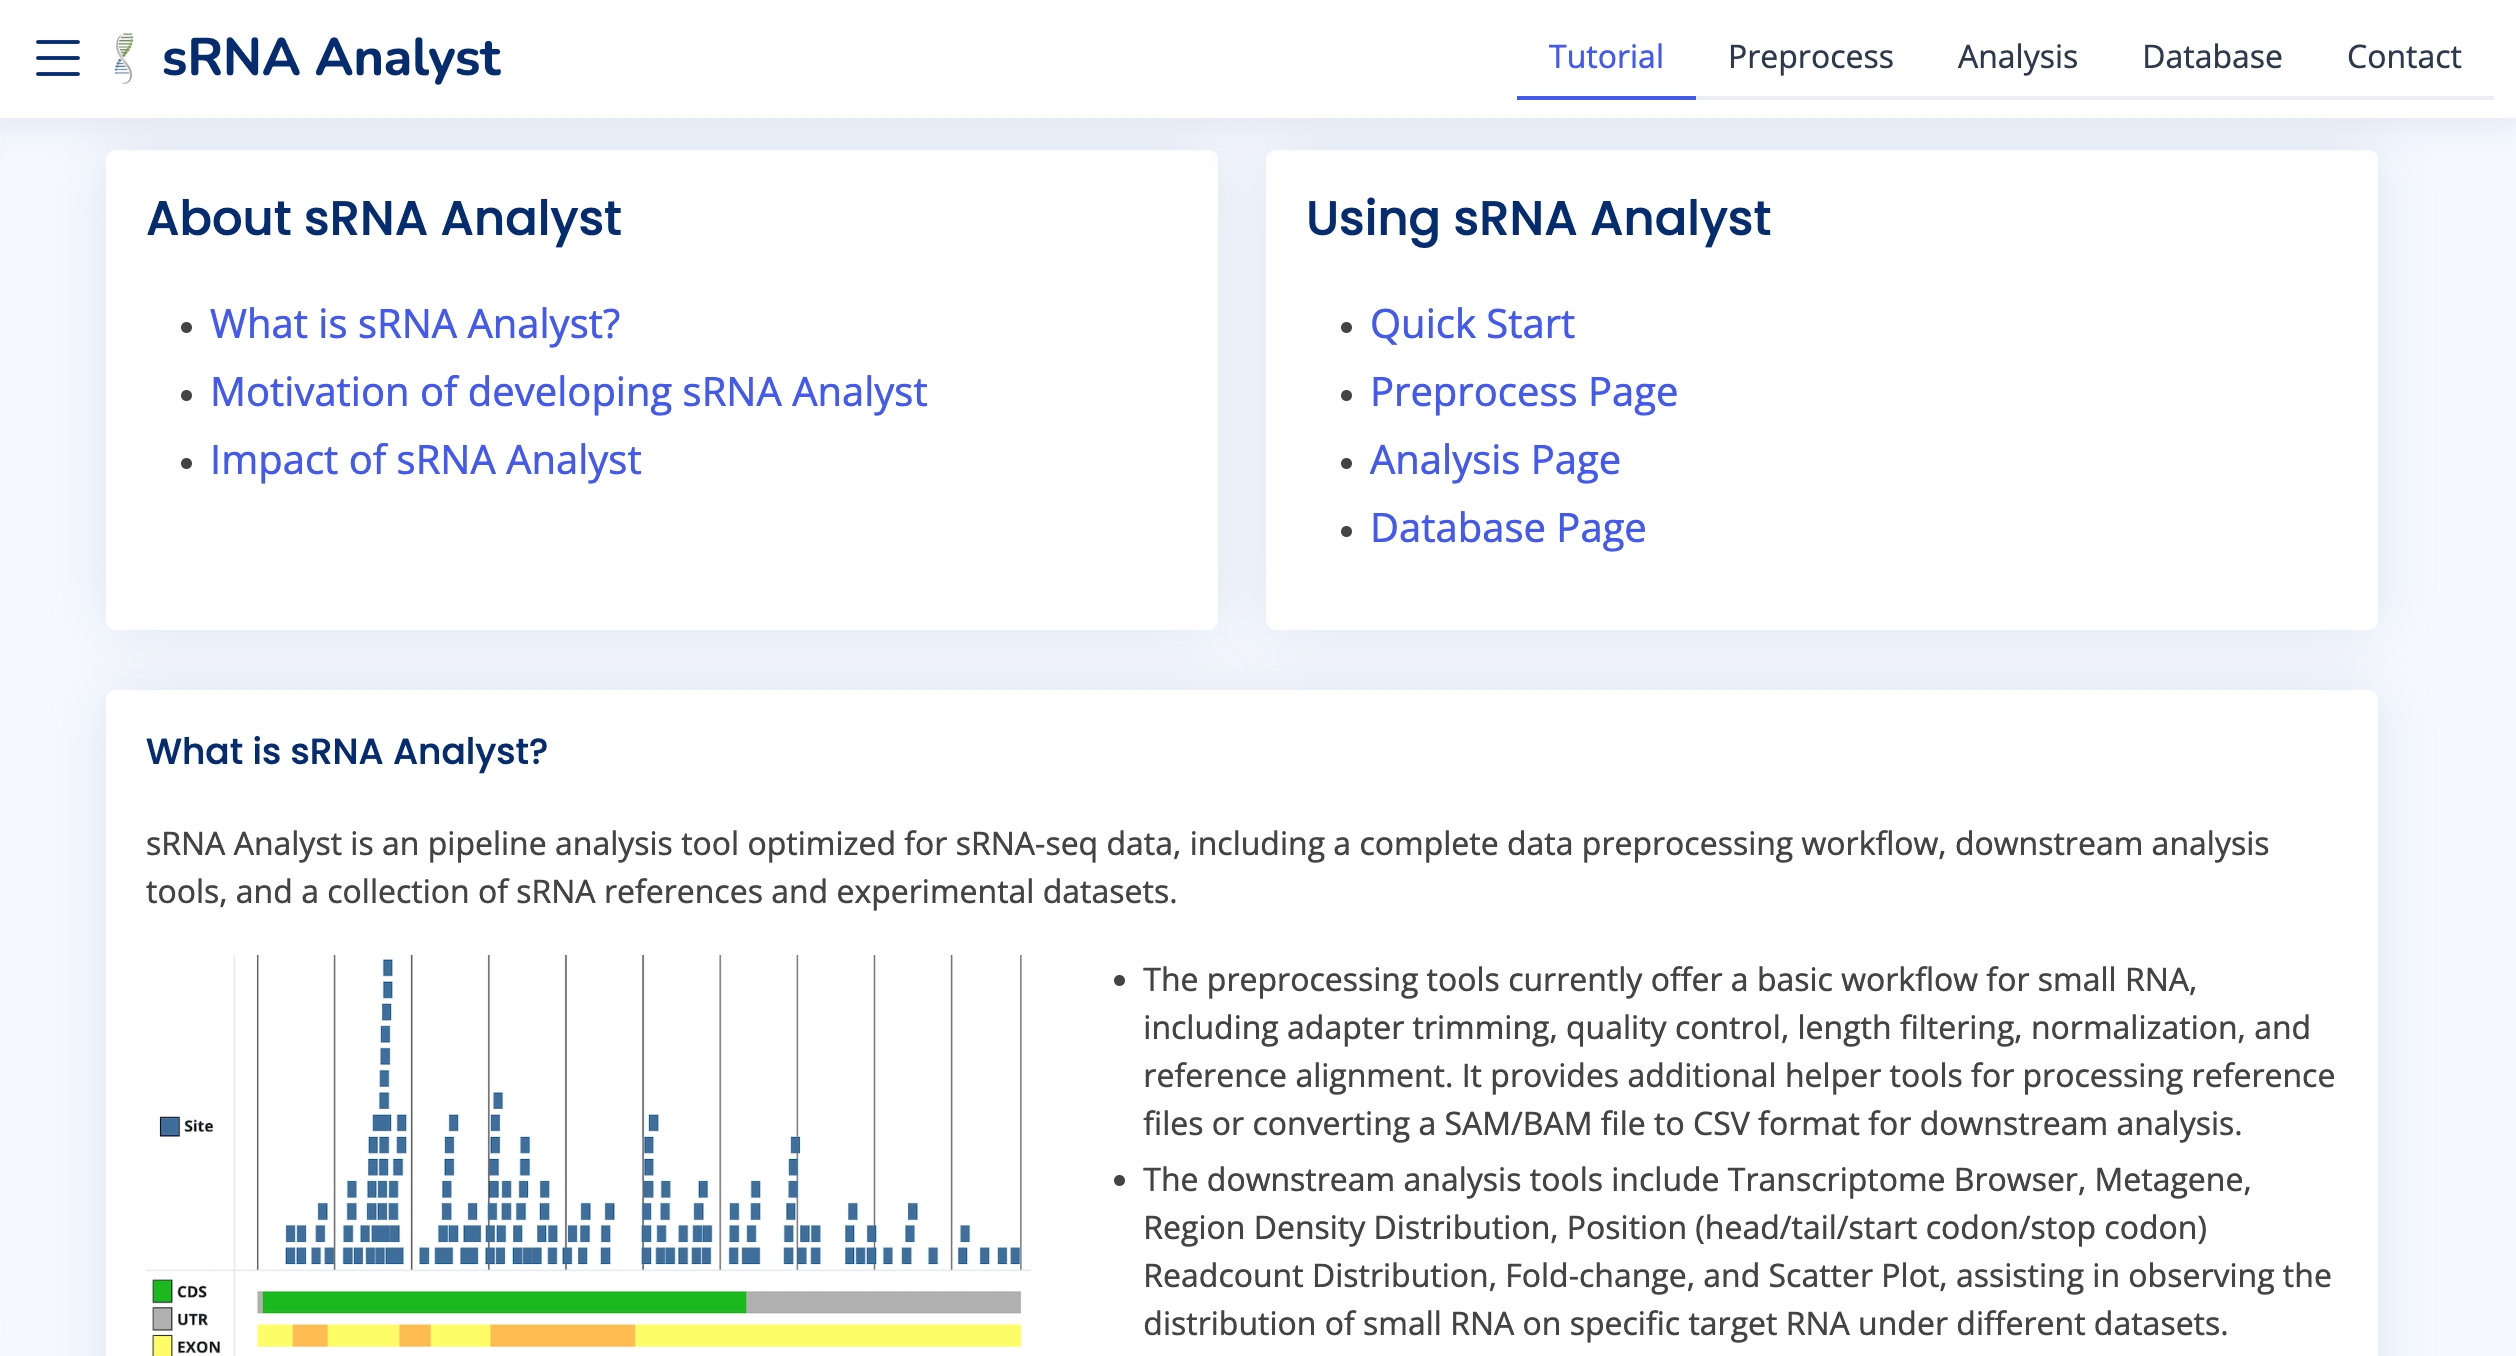 sRNA Analyst
Tutorial Preprocess Analysis Database Contact
About sRNA Analyst
What is sRNA Analyst?
Motivation of developing sRNA Analyst
Impact of sRNA Analyst
Using sRNA Analyst
Quick Start
Preprocess Page
Analysis Page
Database Page
What is sRNA Analyst?
sRNA Analyst is an pipeline analysis tool optimized for sRNA-seq data, including a complete data preprocessing workflow, downstream analysis
tools, and a collection of sRNA references and experimental datasets.
Site
CDS
UTR
EXON
The preprocessing tools currently offer a basic workflow for small RNA,
including adapter trimming, quality control, length filtering, normalization, and
reference alignment. It provides additional helper tools for processing reference
files or converting a SAM/BAM file to CSV format for downstream analysis.
The downstream analysis tools include Transcriptome Browser, Metagene,
Region Density Distribution, Position (head/tail/start codon/stop codon)
Readcount Distribution, Fold-change, and Scatter Plot, assisting in observing the
distribution of small RNA on specific target RNA under different datasets.